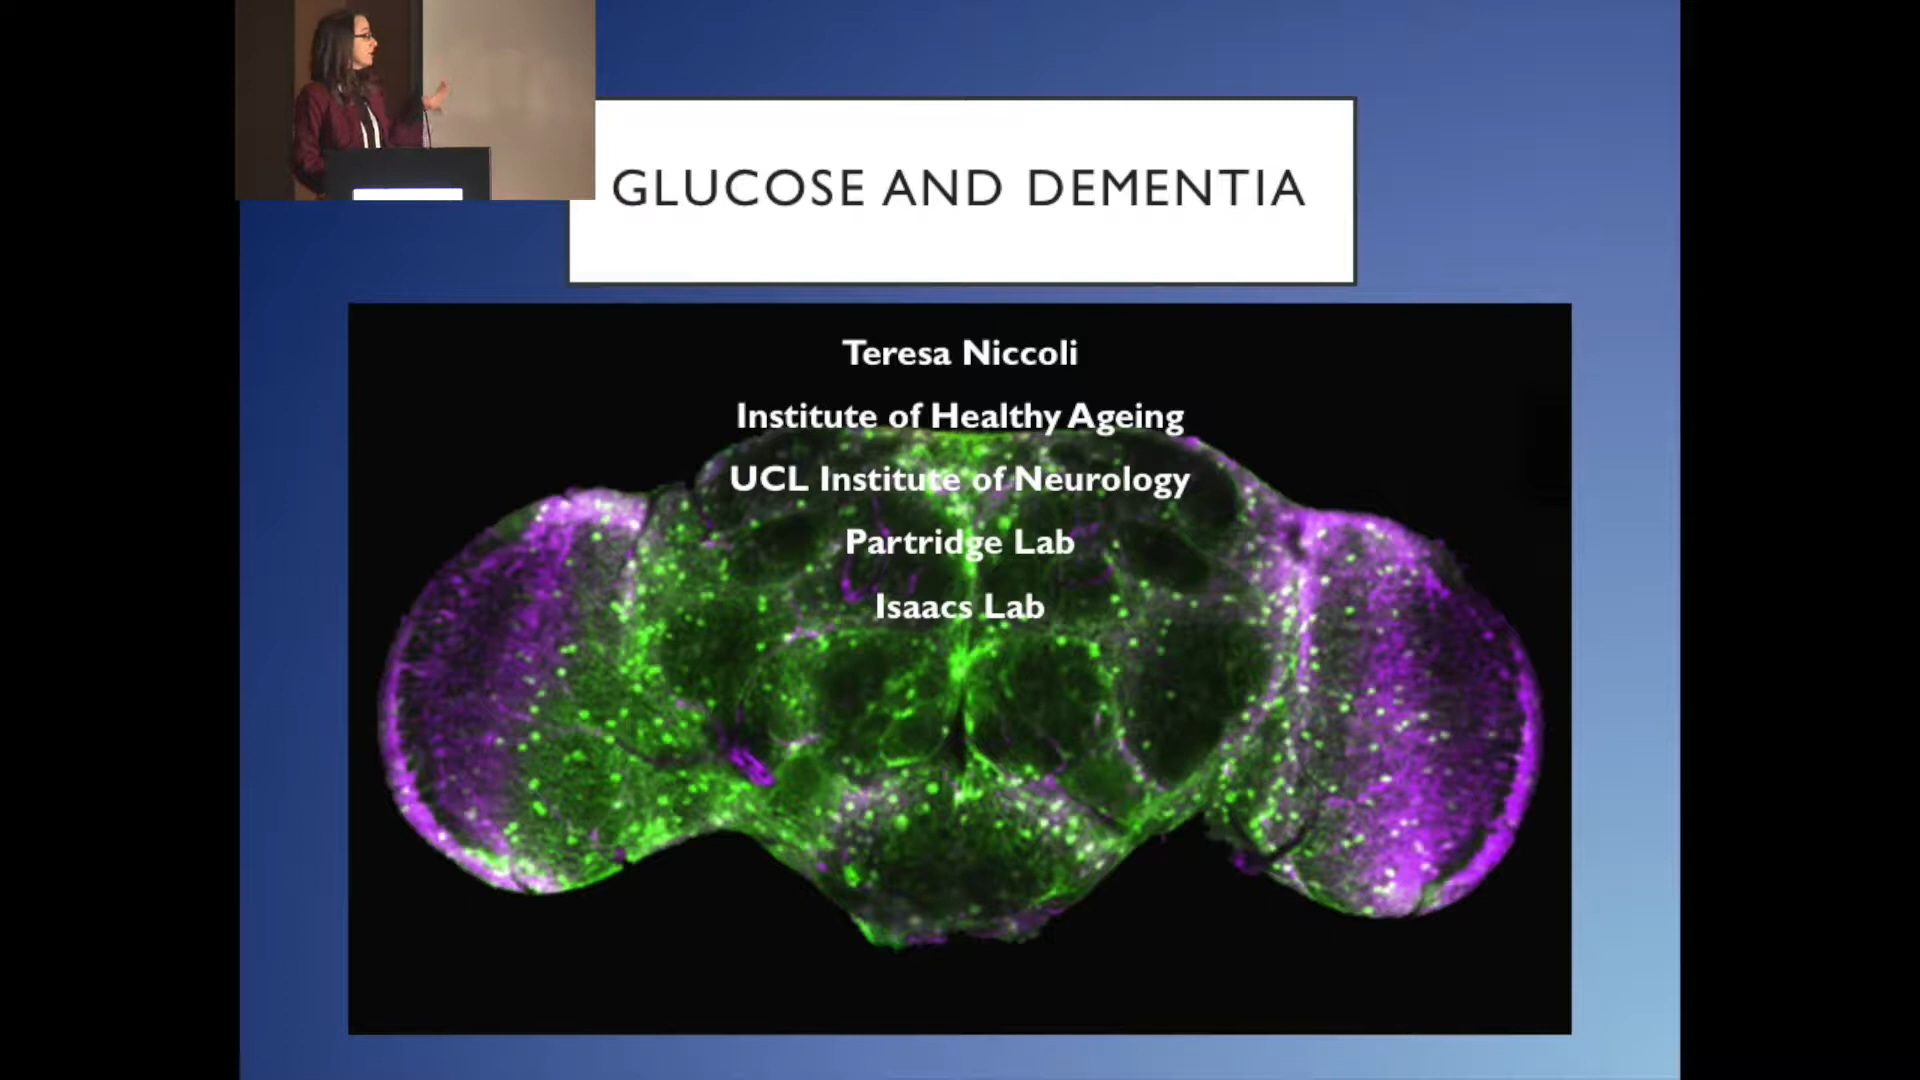 GLUCOSE AND DEMENTIA
Teresa Niccoli
Institute of Healthy Ageing
UCL Institute of Neurology
Partridge Lab
Isaacs Lab